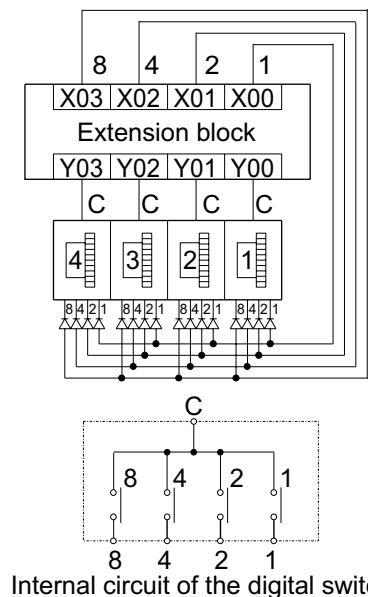 8 4 2 1
X03 X02 X01 X00
Extension block
Y03 Y02 Y01 Y00
C C C C
4 3 2 1
8 4 2 1 8 4 2 1 8 4 2 1 8 4 2 1
C
8 4 2 1
8 4 2 1
Internal circuit of the digital swit